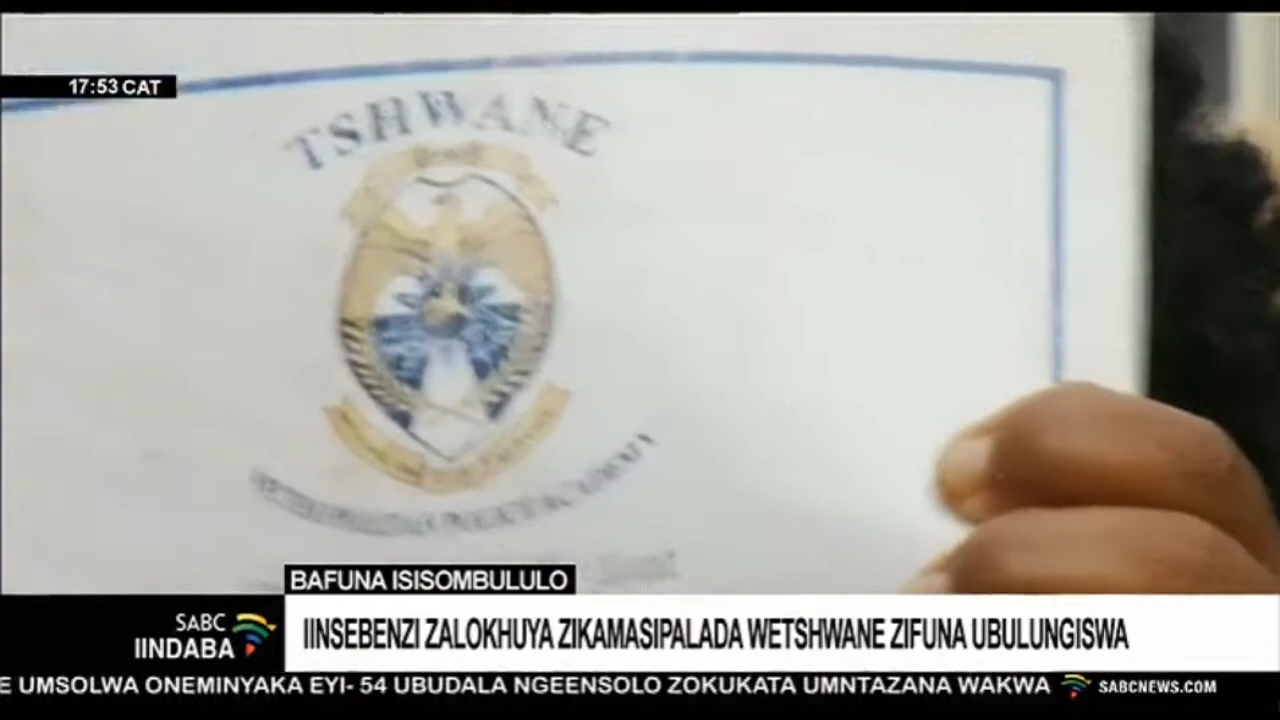 17:53 CAT
TSHWANE
BAFUNA ISISOMBULULO
SABC
IINDABA
IINSEBENZI ZALOKHUYA ZIKAMASIPALADA WETSHWANE ZIFUNA UBULUNGISWA
E UMSOLWA ONEMINYAKA EYI- 54 UBUDALA NGEENSOLO ZOKUKATA UMNTAZANA WAKWA
SABCNEWS.COM